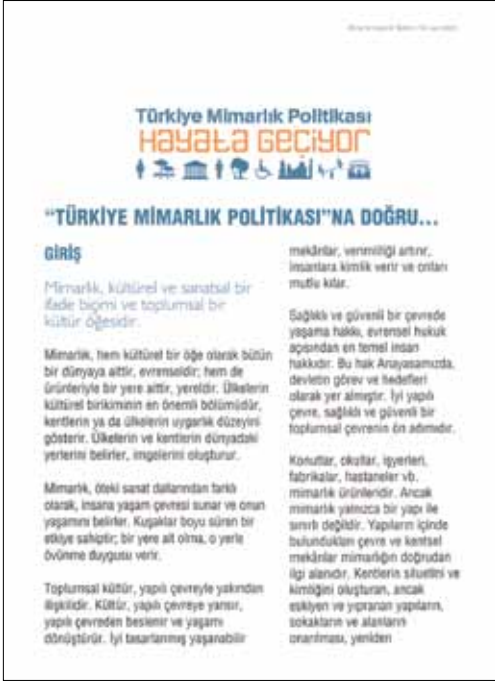 Türkiye Mimarlık Politikası
Hayata Geçiyor
“TÜRKİYE MİMARLIK POLİTİKASI”NA DOĞRU...
GİRİŞ
Mimarlık, kültürel ve sanatsal bir
ifade biçimi ve toplumsal bir
kültür öğesidir.
Mimarlık, hem kültürel bir öğe olarak bütün
bir dünyaya aittir, evrenseldir; hem de
ürünleriyle bir yere aittir, yereldir. Ülkelerin
kültürel birikiminin en önemli bölümüdür,
kentlerin ya da ülkelerin uygarlık düzeyini
gösterir. Ülkelerin ve kentlerin dünyadaki
yerlerini belirler, imgelerini oluşturur.
Mimarlık, öteki sanat dallarından farklı
olarak, insana yaşam çevresi sunar ve onun
yaşamını belirler. Kuşaklar boyu süren bir
etkiye sahiptir; bir yere ait olma, o yerle
övünme duygusu verir.
Toplumsal kültür, yapılı çevreyle yakından
ilişkilidir. Kültür, yapılı çevreye yansır,
yapılı çevreden beslenir ve yaşamı
dönüştürür. İyi tasarlanmış yaşanabilir
mekânlar, verimliliği artırır,
insanlara kimlik verir ve onları
mutlu kılar.
Sağlıklı ve güvenli bir çevrede
yaşama hakkı, evrensel hukuk
açısından en temel insan
hakkıdır. Bu hak Anayasamızda,
devletin görev ve hedefleri
olarak yer almıştır. İyi yapılı
çevre, sağlıklı ve güvenli bir
toplumsal çevrenin ön adımıdır.
Konutlar, okullar, işyerleri,
fabrikalar, hastaneler vb.
mimarlık ürünleridir. Ancak
mimarlık yalnızca bir yapı ile
sınırlı değildir. Yapıların içinde
bulundukları çevre ve kentsel
mekânlar mimarlığın doğrudan
ilgi alanıdır. Kentlerin siluetini ve
kimliğini oluşturan, ancak
eskiyen ve yıpranan yapıların,
sokakların ve alanların
onarılması, yeniden